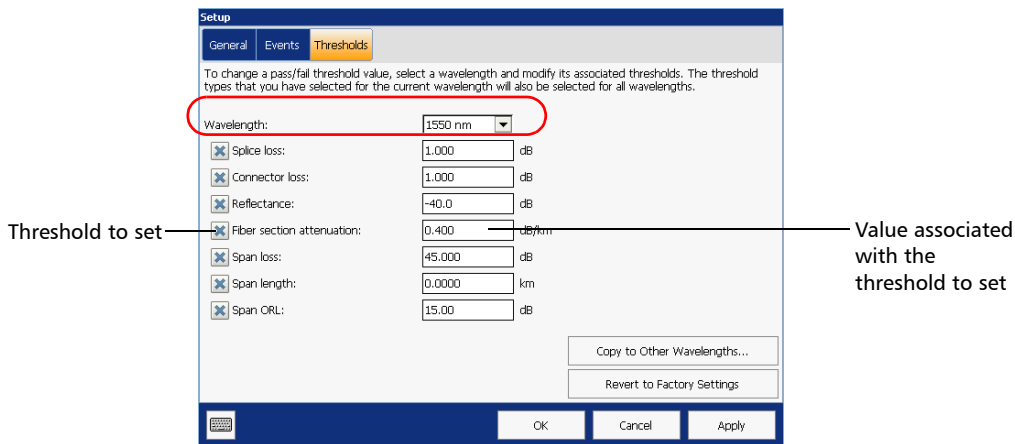 Setup
General Events Thresholds
To change a pass/fail threshold value, select a wavelength and modify its associated thresholds. The threshold
types that you have selected for the current wavelength will also be selected for all wavelengths.
Wavelength: 1550 nm
Splice loss: 1.000 dB
Connector loss: 1.000 dB
Reflectance: -40.0 dB
Threshold to set
Fiber section attenuation: 0.400 dB/km
Value associated
with the
threshold to set
Span loss: 45.000 dB
Span length: 0.0000 km
Span ORL: 15.00 dB
Copy to Other Wavelengths...
Revert to Factory Settings
OK Cancel Apply